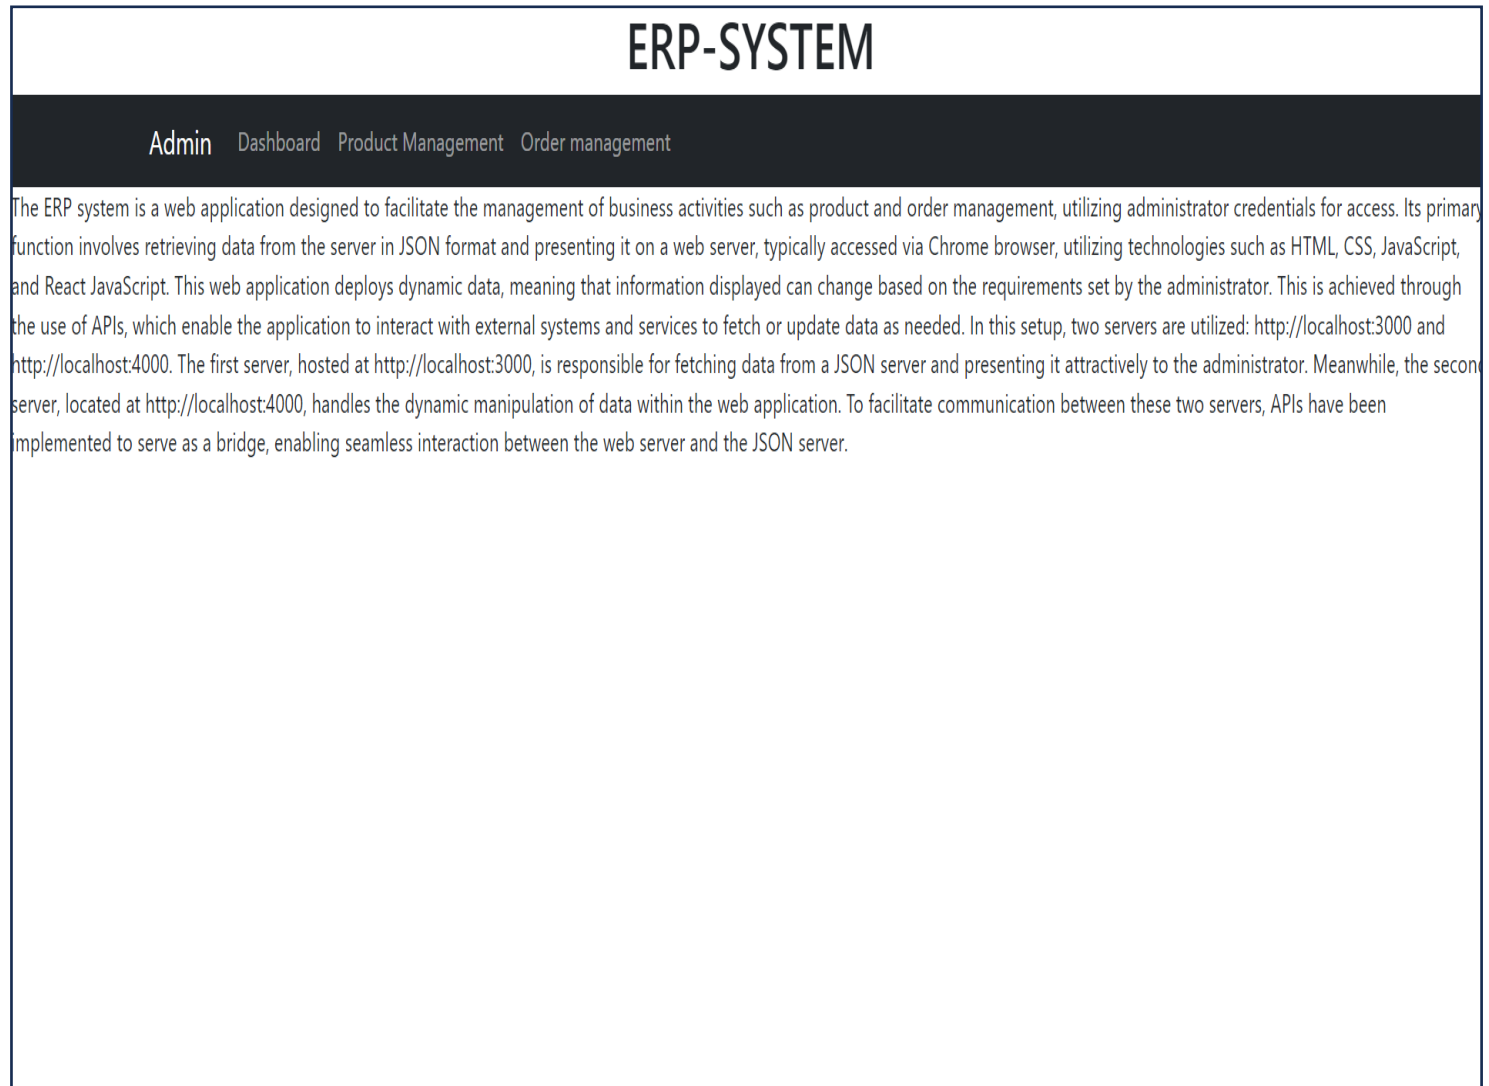 ERP-SYSTEM
Admin Dashboard Product Management Order management
The ERP system is a web application designed to facilitate the management of business activities such as product and order management, utilizing administrator credentials for access. Its primary
function involves retrieving data from the server in JSON format and presenting it on a web server, typically accessed via Chrome browser, utilizing technologies such as HTML, CSS, JavaScript,
and React JavaScript. This web application deploys dynamic data, meaning that information displayed can change based on the requirements set by the administrator. This is achieved through
the use of APIs, which enable the application to interact with external systems and services to fetch or update data as needed. In this setup, two servers are utilized: http://localhost:3000 and
http://localhost:4000. The first server, hosted at http://localhost:3000, is responsible for fetching data from a JSON server and presenting it attractively to the administrator. Meanwhile, the second
server, located at http://localhost:4000, handles the dynamic manipulation of data within the web application. To facilitate communication between these two servers, APIs have been
implemented to serve as a bridge, enabling seamless interaction between the web server and the JSON server.